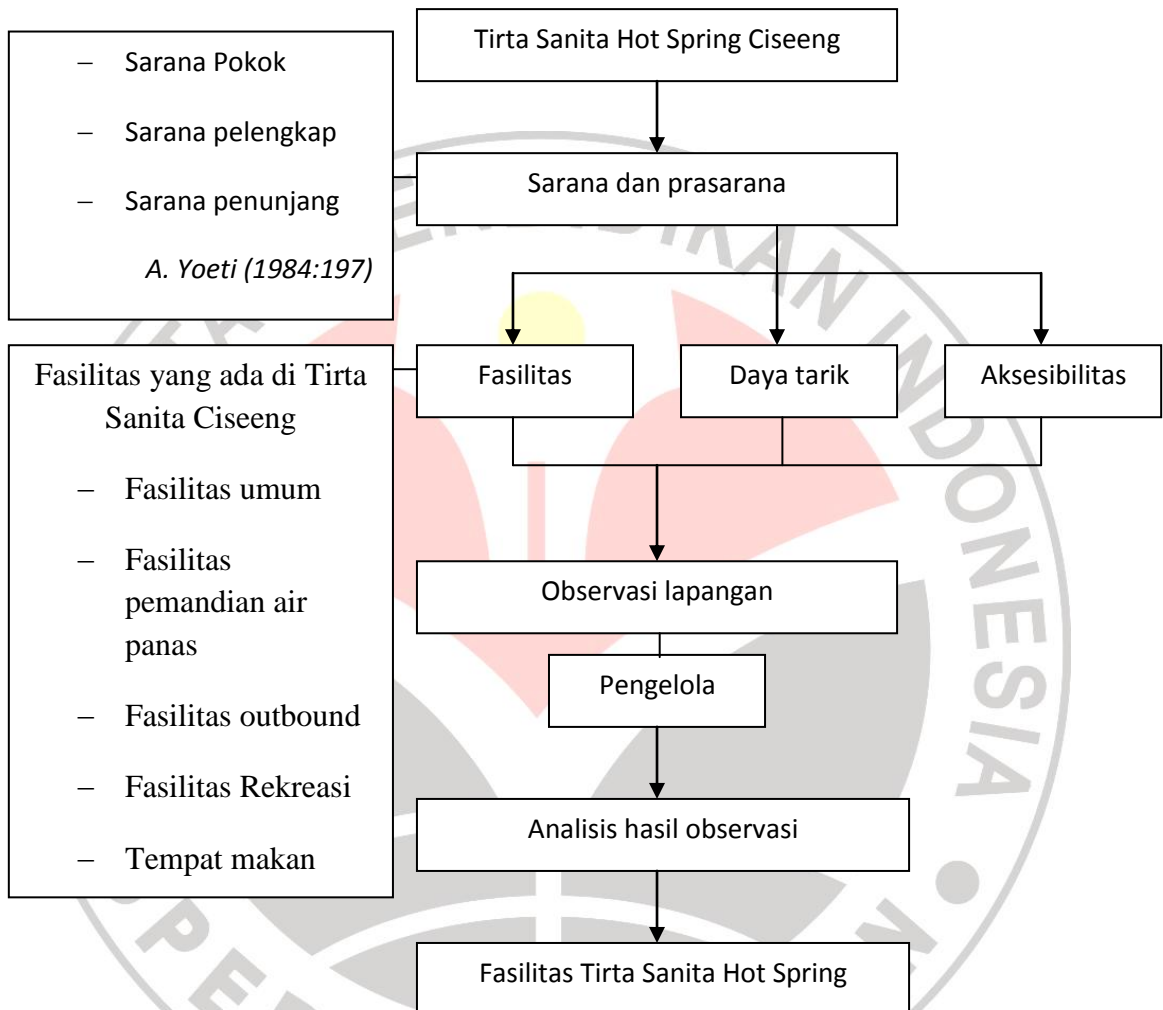 Tirta Sanita Hot Spring Ciseeng
– Sarana Pokok
– Sarana pelengkap
– Sarana penunjang
A. Yoeti (1984:197)
Sarana dan prasarana
Fasilitas yang ada di Tirta
Sanita Ciseeng
– Fasilitas umum
– Fasilitas
pemandian air
panas
– Fasilitas outbound
– Fasilitas Rekreasi
– Tempat makan
Fasilitas
Daya tarik
Aksesibilitas
Observasi lapangan
Pengelola
Analisis hasil observasi
Fasilitas Tirta Sanita Hot Spring
INDONESIA